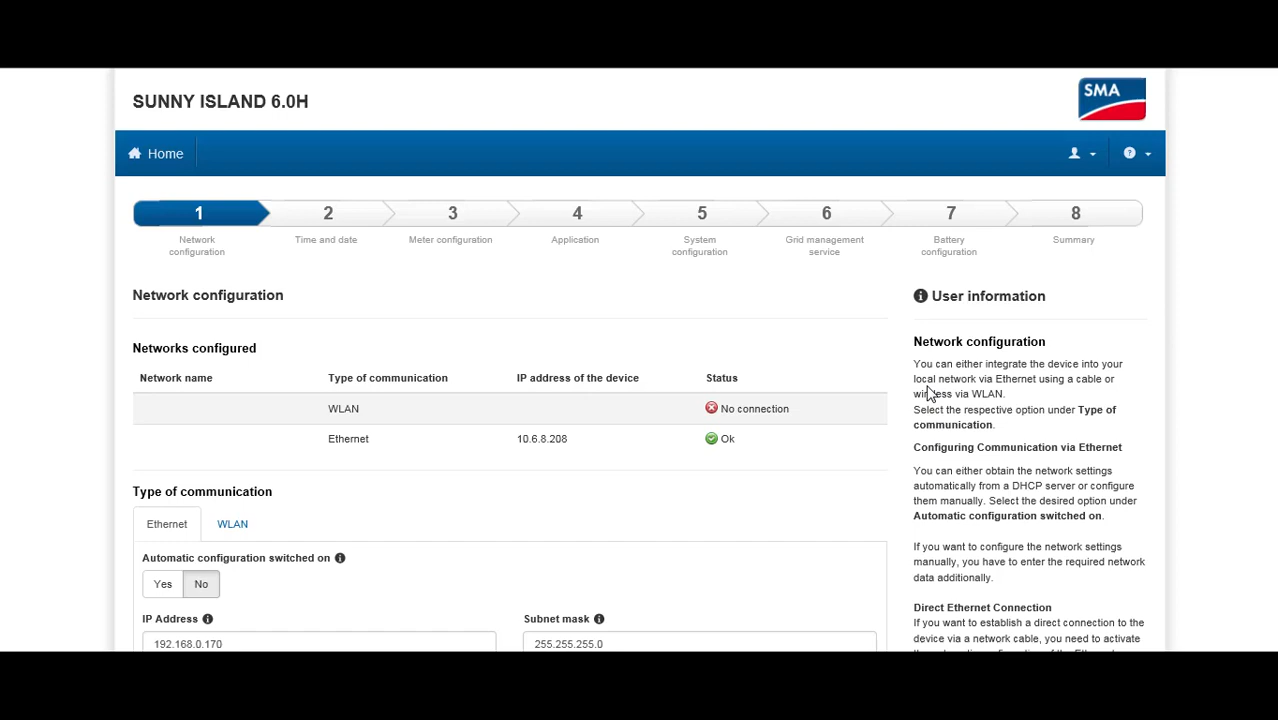 SUNNY ISLAND 6.0H
SMA
Home
1 2 3 4 5 6 7 8
Network configuration
Time and date
Meter configuration
Application
System configuration
Grid management service
Battery configuration
Summary
Network configuration
Networks configured
Network name Type of communication IP address of the device Status
WLAN No connection
Ethernet 10.6.8.208 Ok
Type of communication
Ethernet WLAN
Automatic configuration switched on
Yes No
IP Address Subnet mask
192.168.0.170 255.255.255.0
User information
Network configuration
You can either integrate the device into your
local network via Ethernet using a cable or
wireless via WLAN.
Select the respective option under Type of
communication.
Configuring Communication via Ethernet
You can either obtain the network settings
automatically from a DHCP server or configure
them manually. Select the desired option under
Automatic configuration switched on.
If you want to configure the network settings
manually, you have to enter the required network
data additionally.
Direct Ethernet Connection
If you want to establish a direct connection to the
device via a network cable, you need to activate